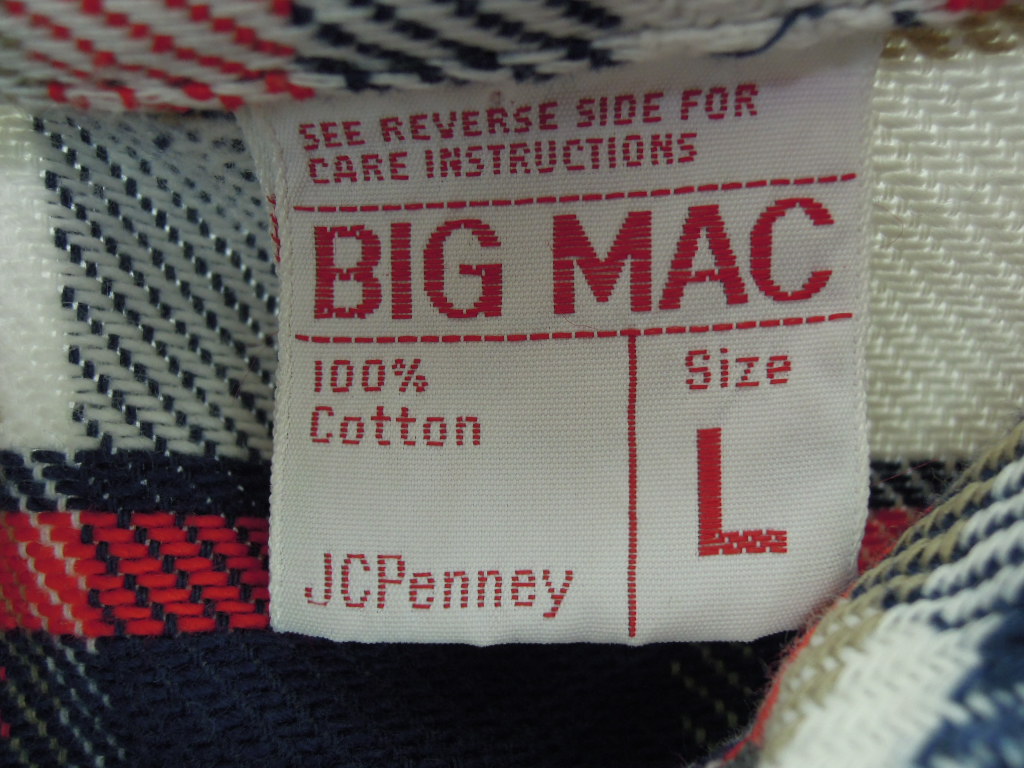 SEE REVERSE SIDE FOR
CARE INSTRUCTIONS
BIG MAC
100%
Cotton
Size
L
JCPenney